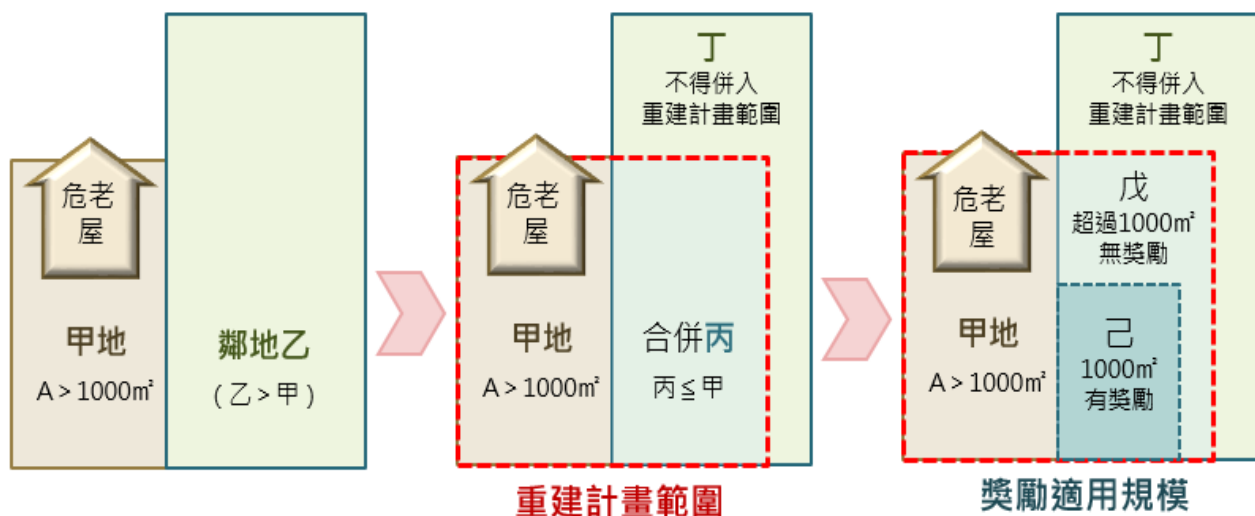 危老
屋
甲地
A > 1000㎡
鄰地乙
( 乙 > 甲 )
丁
不得併入
重建計畫範圍
危老
屋
甲地
A > 1000㎡
合併丙
丙 ≦ 甲
重建計畫範圍
丁
不得併入
重建計畫範圍
危老
屋
戊
超過1000㎡
無獎勵
甲地
A > 1000㎡
己
1000㎡
有獎勵
獎勵適用規模